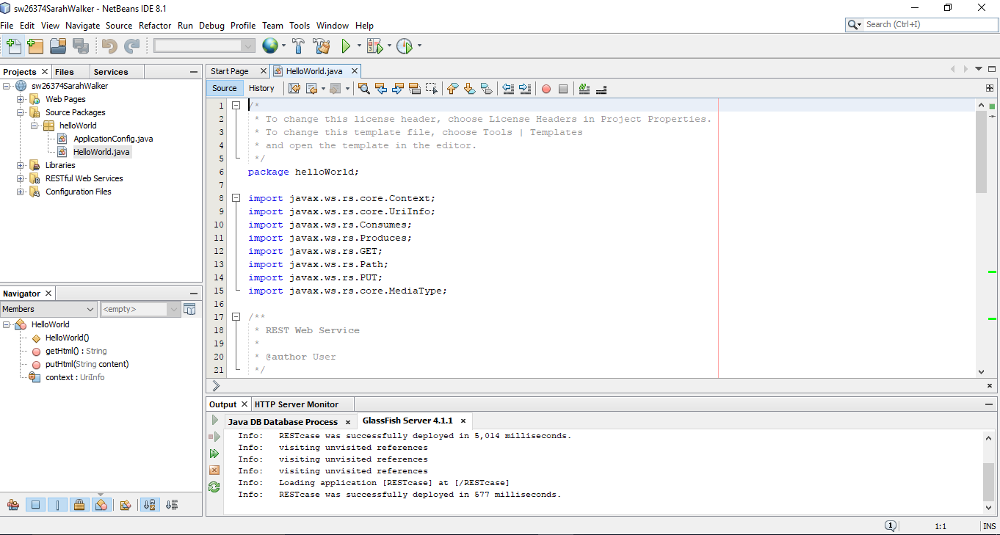 sw26374SarahWalker - NetBeans IDE 8.1
File Edit View Navigate Source Refactor Run Debug Profile Team Tools Window Help
Search (Ctrl+I)
Projects Files Services
sw26374SarahWalker
Web Pages
Source Packages
helloWorld
ApplicationConfig.java
HelloWorld.java
Libraries
RESTful Web Services
Configuration Files
Navigator
Members <empty>
HelloWorld
HelloWorld()
getHtml() : String
putHtml(String content)
context : UriInfo
Start Page HelloWorld.java
Source History
1 /*
2 * To change this license header, choose License Headers in Project Properties.
3 * To change this template file, choose Tools | Templates
4 * and open the template in the editor.
5 */
6 package helloWorld;
7
8 import javax.ws.rs.core.Context;
9 import javax.ws.rs.core.UriInfo;
10 import javax.ws.rs.Consumes;
11 import javax.ws.rs.Produces;
12 import javax.ws.rs.GET;
13 import javax.ws.rs.Path;
14 import javax.ws.rs.PUT;
15 import javax.ws.rs.core.MediaType;
16
17 /**
18 * REST Web Service
19 *
20 * @author User
21 */
Output HTTP Server Monitor
Java DB Database Process GlassFish Server 4.1.1
Info: RESTcase was successfully deployed in 5,014 milliseconds.
Info: visiting unvisited references
Info: visiting unvisited references
Info: visiting unvisited references
Info: Loading application [RESTcase] at [/RESTcase]
Info: RESTcase was successfully deployed in 577 milliseconds.
1 1:1 INS